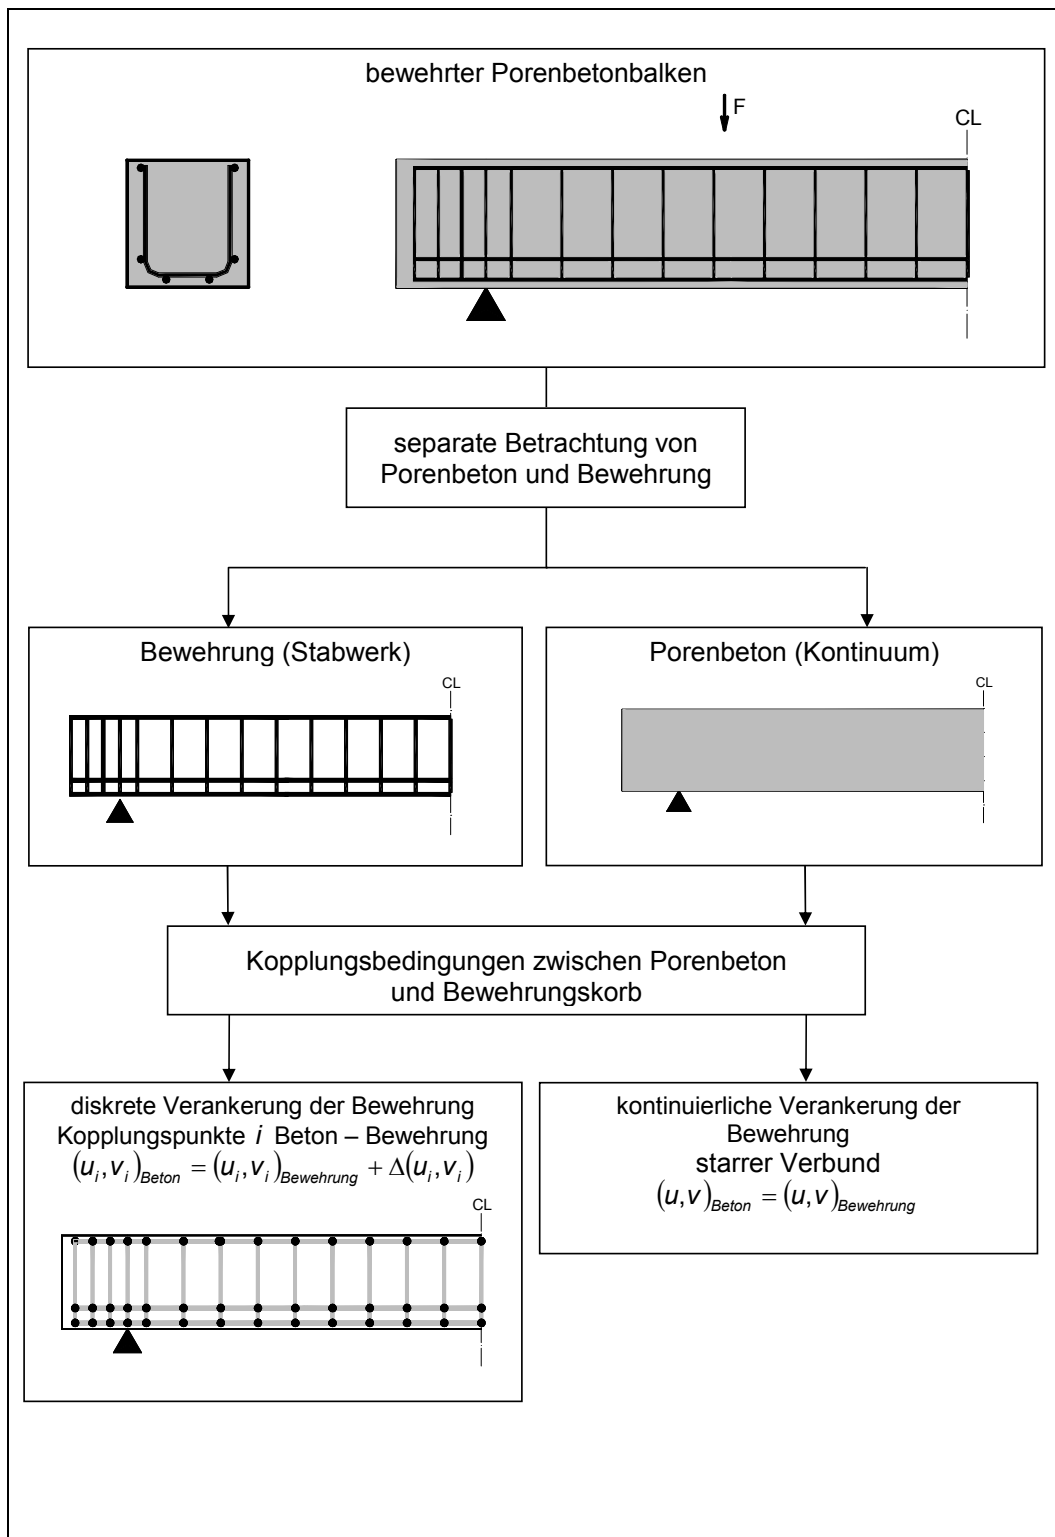 bewehrter Porenbetonbalken
F
CL
separate Betrachtung von
Porenbeton und Bewehrung
Bewehrung (Stabwerk)
CL
Porenbeton (Kontinuum)
CL
Kopplungsbedingungen zwischen Porenbeton
und Bewehrungskorb
diskrete Verankerung der Bewehrung
Kopplungspunkte i Beton – Bewehrung
(u_i, v_i)_Beton = (u_i, v_i)_Bewehrung + Δ(u_i, v_i)
CL
kontinuierliche Verankerung der
Bewehrung
starrer Verbund
(u, v)_Beton = (u, v)_Bewehrung